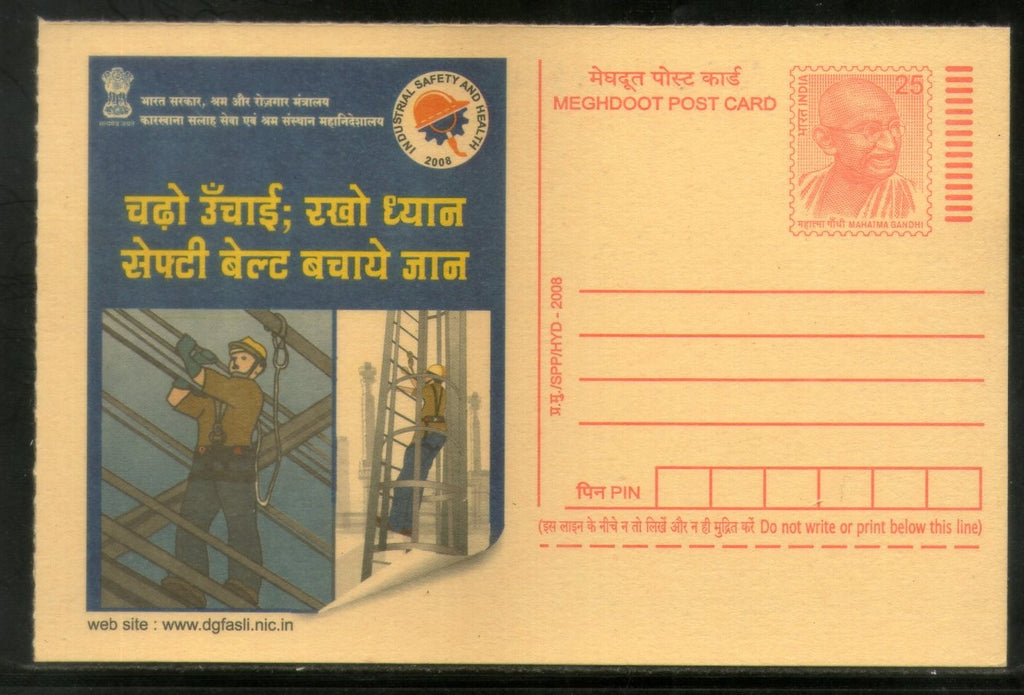 भारत सरकार, श्रम और रोज़गार मंत्रालय
कारखाना सलाह सेवा एवं श्रम संस्थान महानिदेशालय
INDUSTRIAL SAFETY AND HEALTH
2008
चढ़ो उँचाई; रखो ध्यान
सेफ्टी बेल्ट बचाये जान
web site : www.dgfasli.nic.in
मेघदूत पोस्ट कार्ड
MEGHDOOT POST CARD
भारत INDIA
25
महात्मा गाँधी MAHATMA GANDHI
प्र.मु./SPP/HYD - 2008
पिन PIN
(इस लाइन के नीचे न तो लिखें और न ही मुद्रित करें Do not write or print below this line)